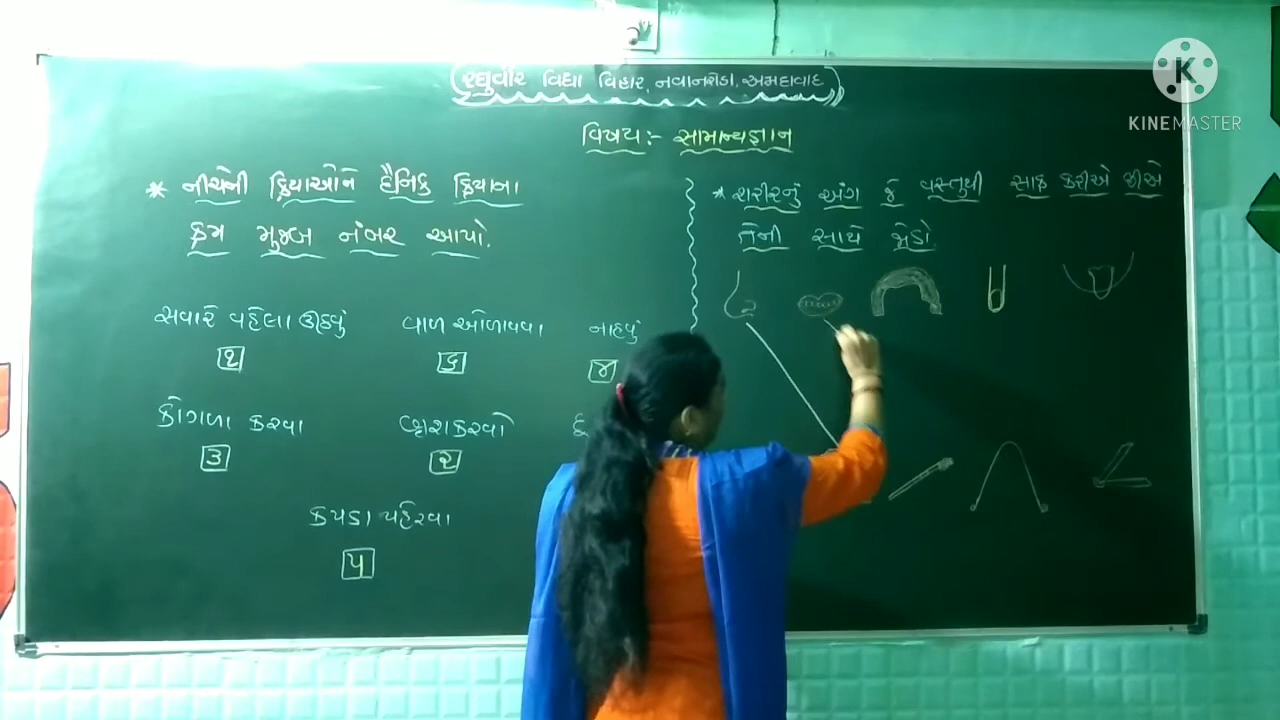 રઘુવીર વિદ્યા વિહાર, નવાનરોડા, અમદાવાદ
વિષય:- સામાન્યજ્ઞાન
* નીચેની ક્રિયાઓને દૈનિક ક્રિયાના
ક્રમ મુજબ નંબર આપો.
સવારે વહેલા ઊઠવું વાળ ઓળાવવા નાહવું
૧ ૬ ૪
કોગળા કરવા બ્રશ કરવો
૩ ૨
કપડા પહેરવા
૫
* શરીરનું અંગ જે વસ્તુથી સાફ કરીએ છીએ
તેની સાથે જોડો.
K
KINEMASTER